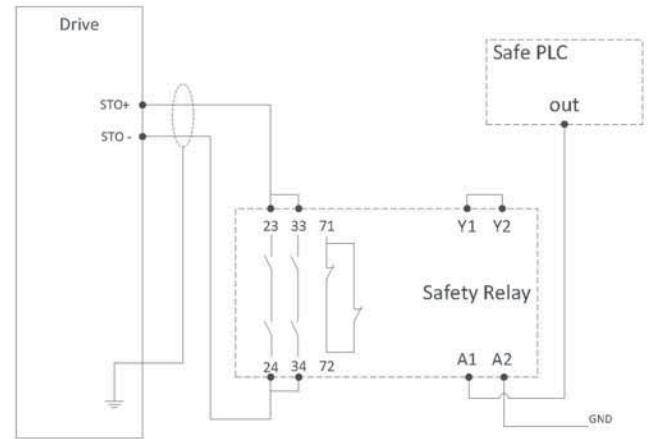 Drive
Safe PLC
out
STO+
STO -
23 33 71 Y1 Y2
Safety Relay
24 34 72 A1 A2
GND